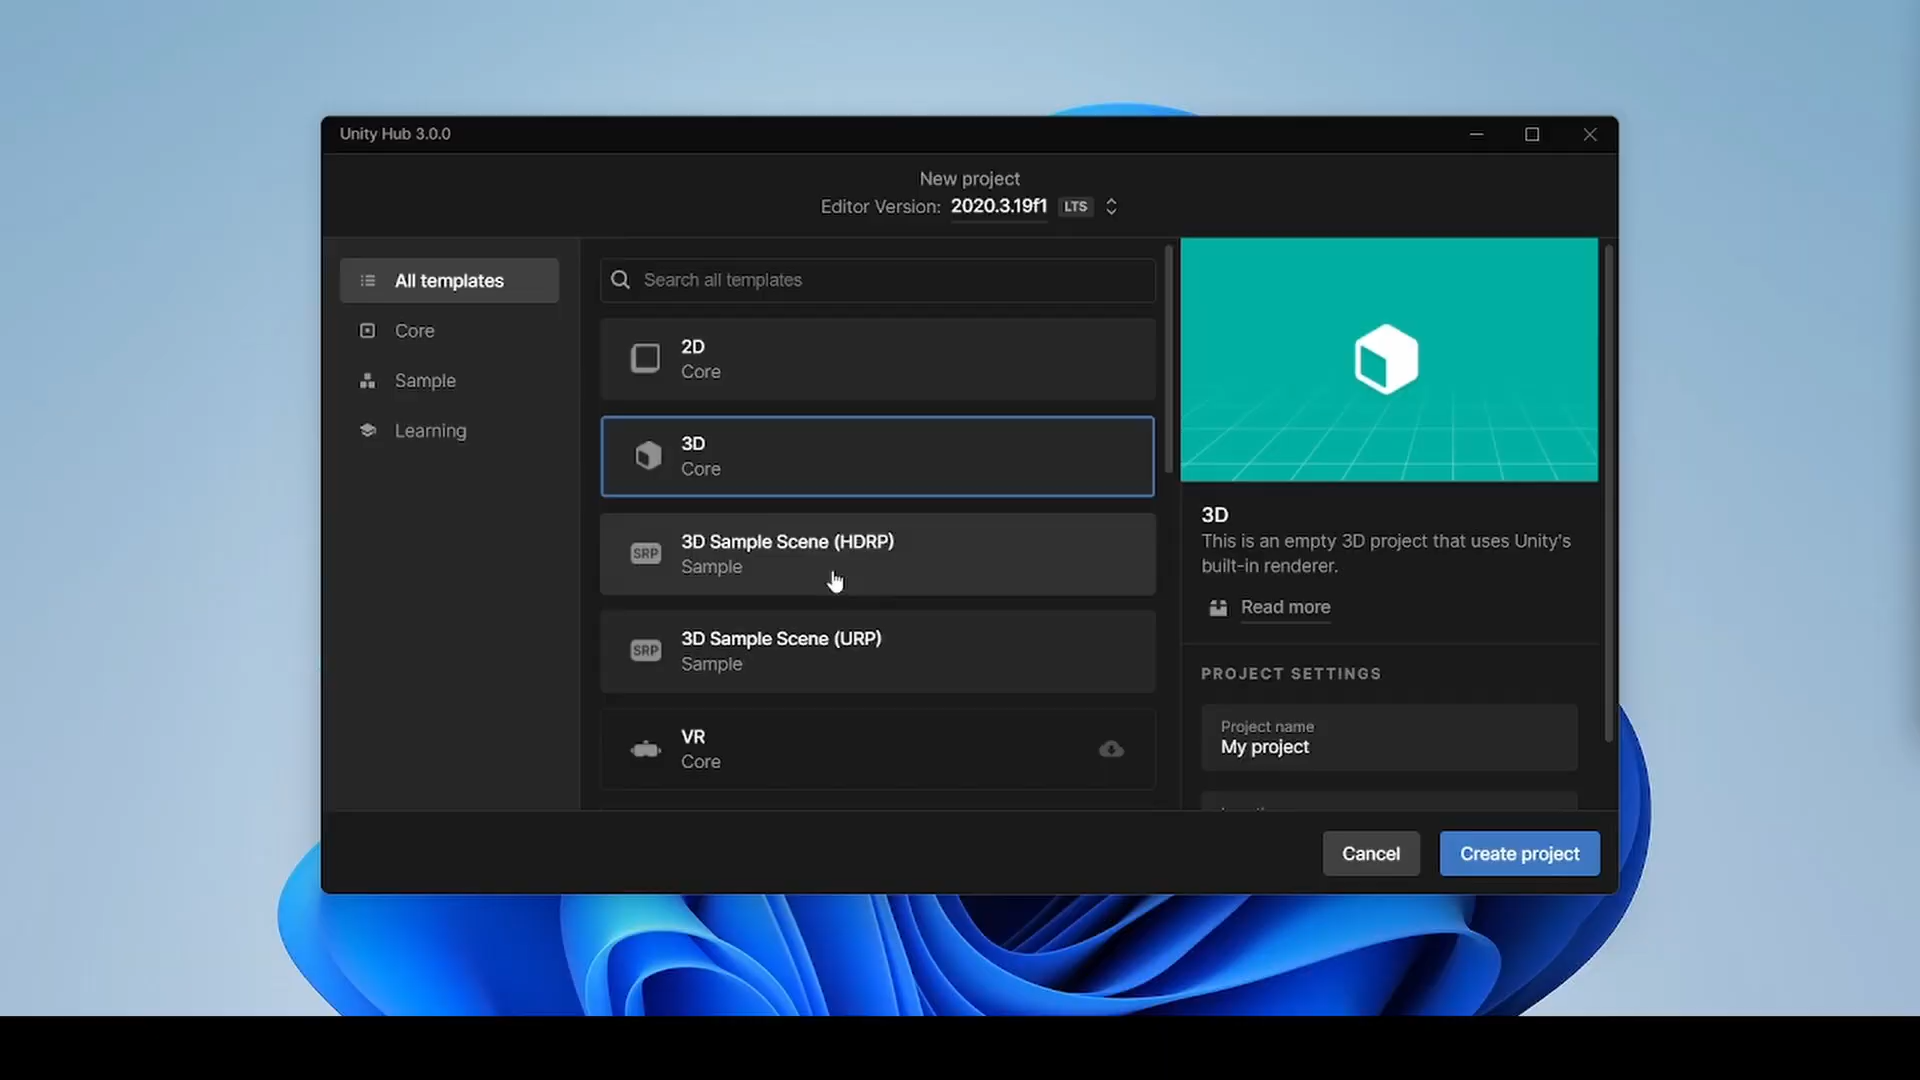 Unity Hub 3.0.0
New project
Editor Version: 2020.3.19f1 LTS
All templates
Core
Sample
Learning
Search all templates
2D
Core
3D
Core
SRP
3D Sample Scene (HDRP)
Sample
SRP
3D Sample Scene (URP)
Sample
VR
Core
3D
This is an empty 3D project that uses Unity's
built-in renderer.
Read more
PROJECT SETTINGS
Project name
My project
Cancel
Create project